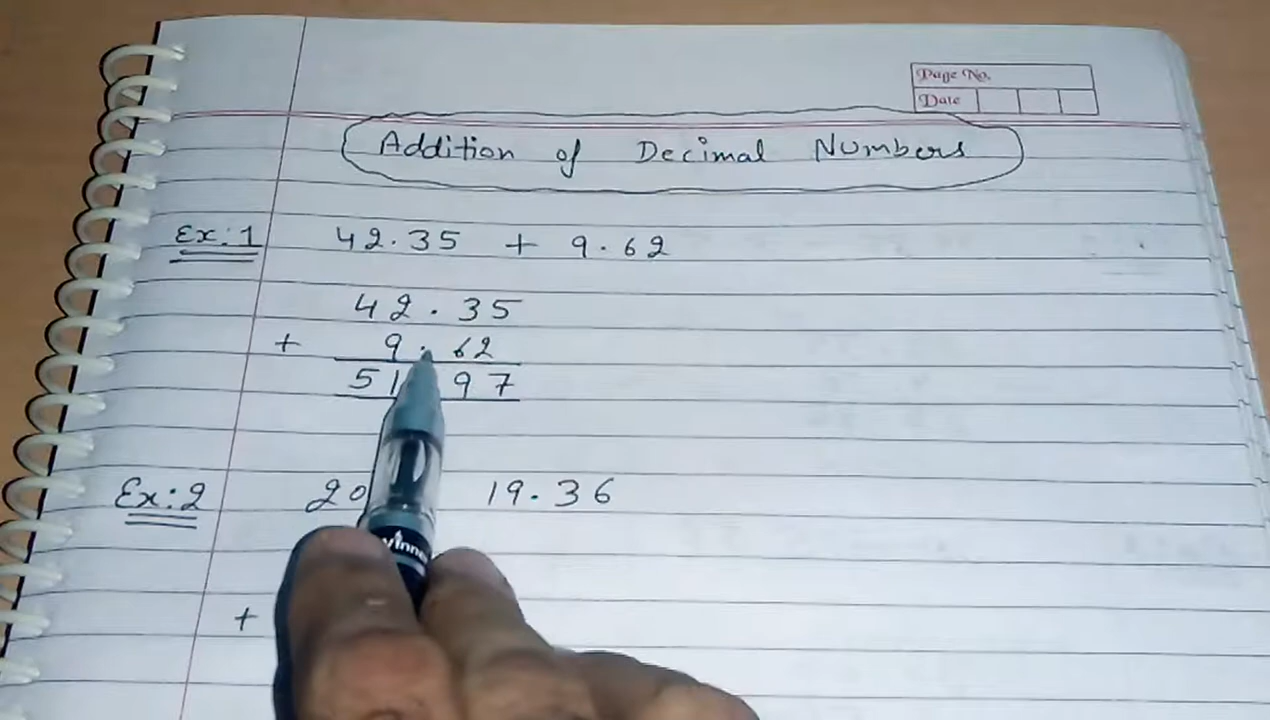 Page No.
Date
Addition of Decimal Numbers
Ex:1 42.35 + 9.62
42.35
+ 9.62
51 97
Ex:2 20 19.36
+